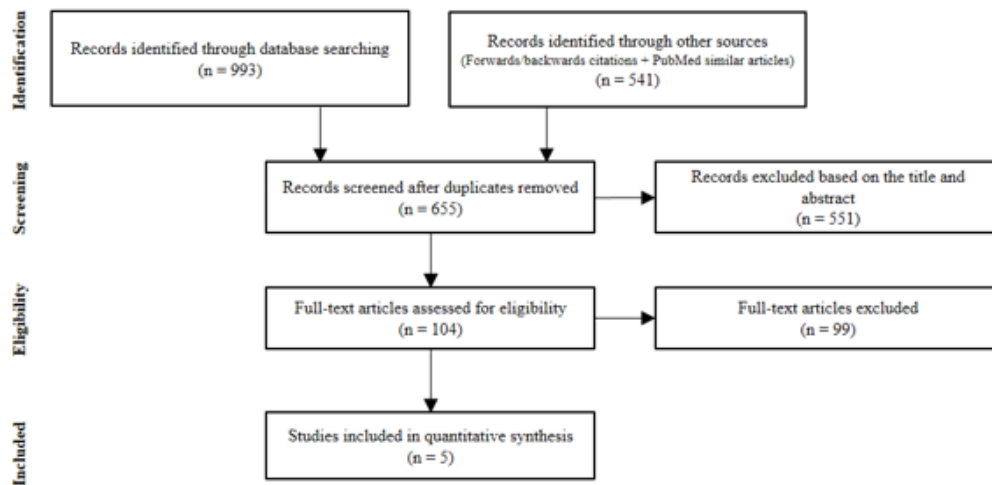 Identification
Records identified through database searching
(n = 993)
Records identified through other sources
(Forwards/backwards citations + PubMed similar articles)
(n = 541)
Screening
Records screened after duplicates removed
(n = 655)
Records excluded based on the title and
abstract
(n = 551)
Eligibility
Full-text articles assessed for eligibility
(n = 104)
Full-text articles excluded
(n = 99)
Included
Studies included in quantitative synthesis
(n = 5)